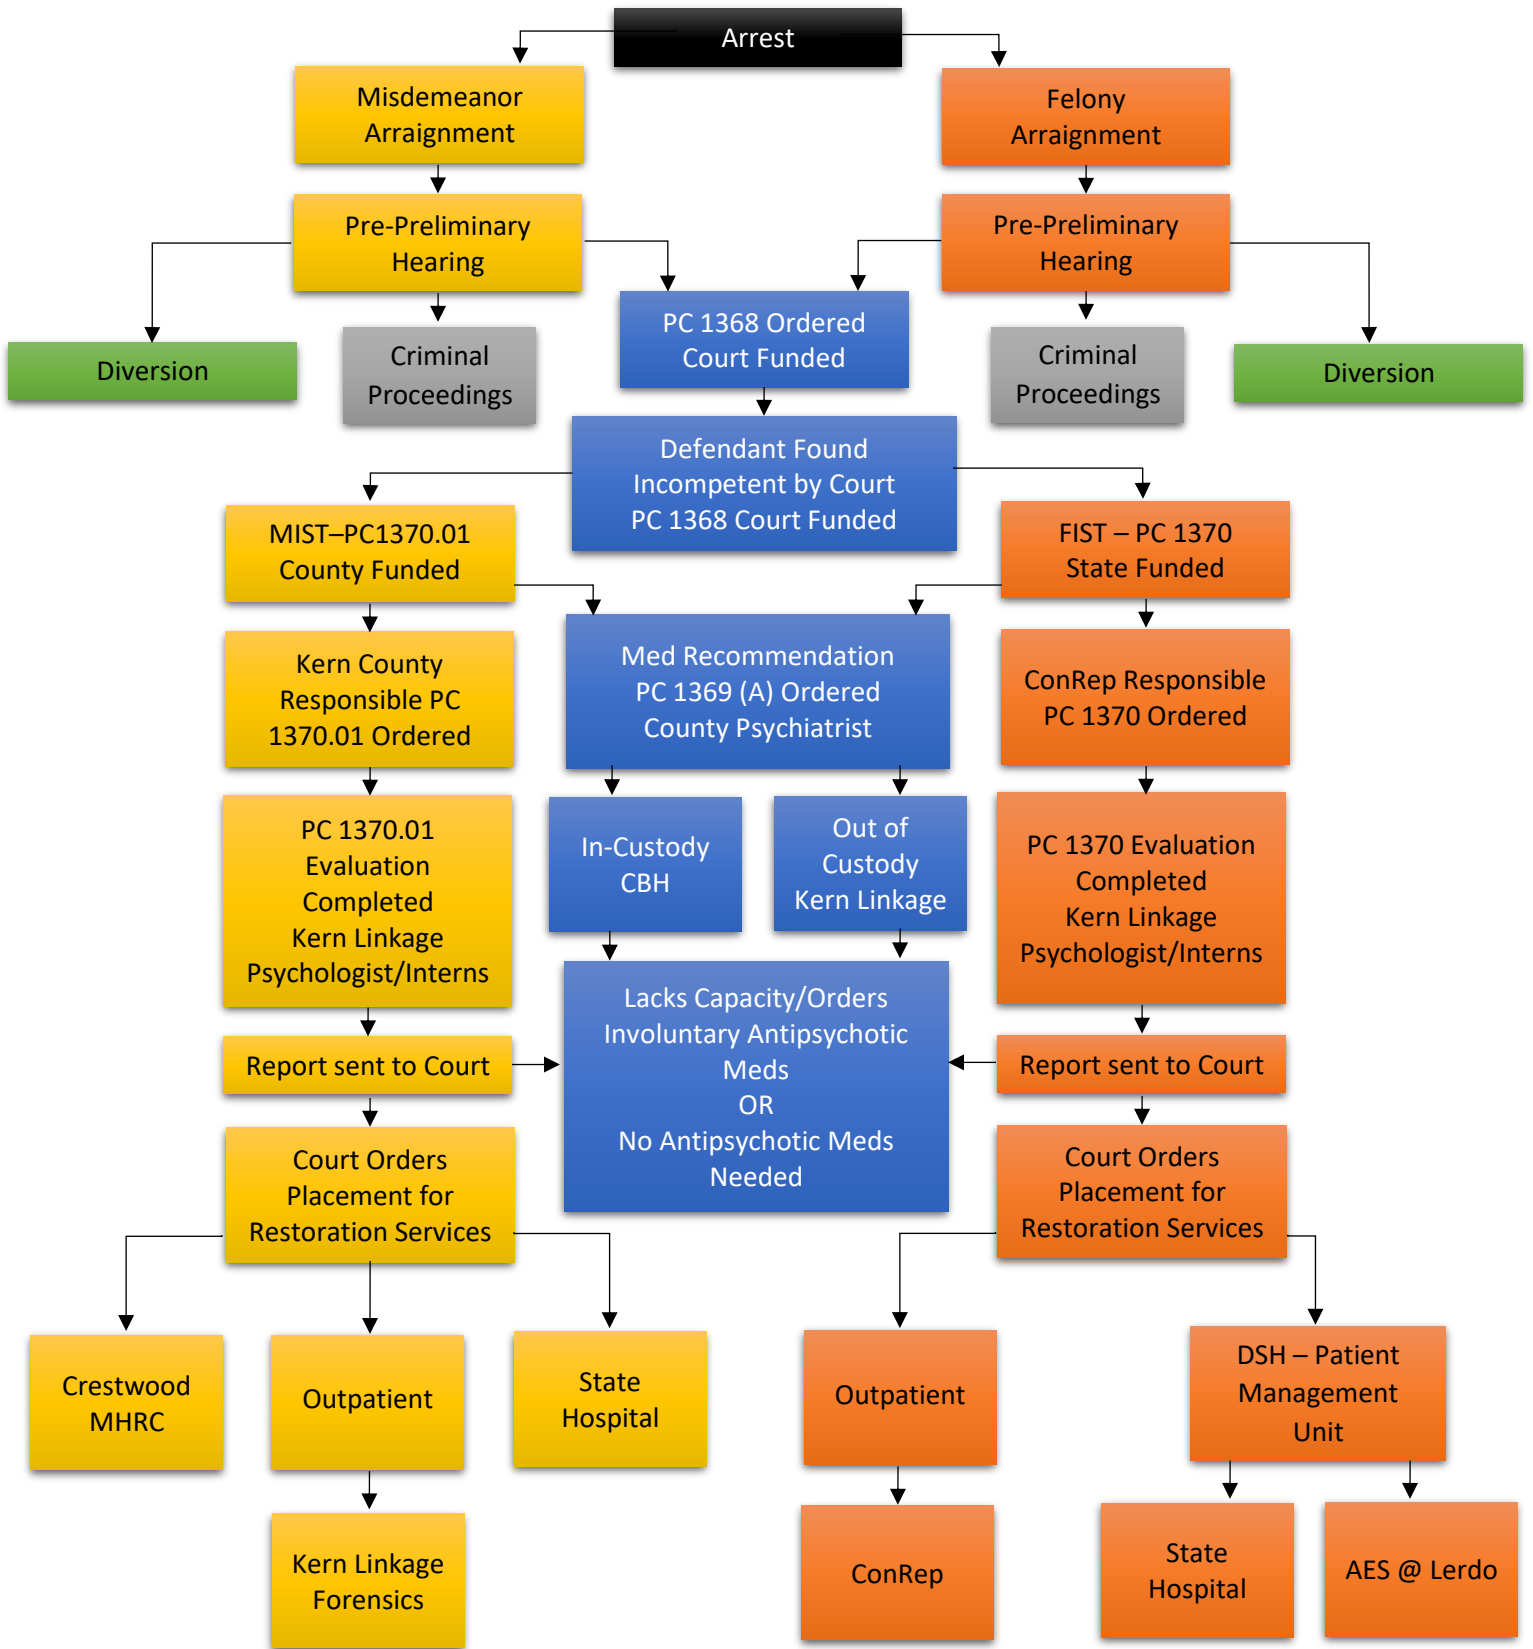 Arrest
Misdemeanor
Arraignment
Felony
Arraignment
Pre-Preliminary
Hearing
Pre-Preliminary
Hearing
Diversion
Criminal
Proceedings
PC 1368 Ordered
Court Funded
Criminal
Proceedings
Diversion
Defendant Found
Incompetent by Court
PC 1368 Court Funded
MIST–PC1370.01
County Funded
FIST – PC 1370
State Funded
Kern County
Responsible PC
1370.01 Ordered
Med Recommendation
PC 1369 (A) Ordered
County Psychiatrist
ConRep Responsible
PC 1370 Ordered
PC 1370.01
Evaluation
Completed
Kern Linkage
Psychologist/Interns
In-Custody
CBH
Out of
Custody
Kern Linkage
PC 1370 Evaluation
Completed
Kern Linkage
Psychologist/Interns
Report sent to Court
Lacks Capacity/Orders
Involuntary Antipsychotic
Meds
OR
No Antipsychotic Meds
Needed
Report sent to Court
Court Orders
Placement for
Restoration Services
Court Orders
Placement for
Restoration Services
Crestwood
MHRC
Outpatient
State
Hospital
Outpatient
DSH – Patient
Management
Unit
Kern Linkage
Forensics
ConRep
State
Hospital
AES @ Lerdo